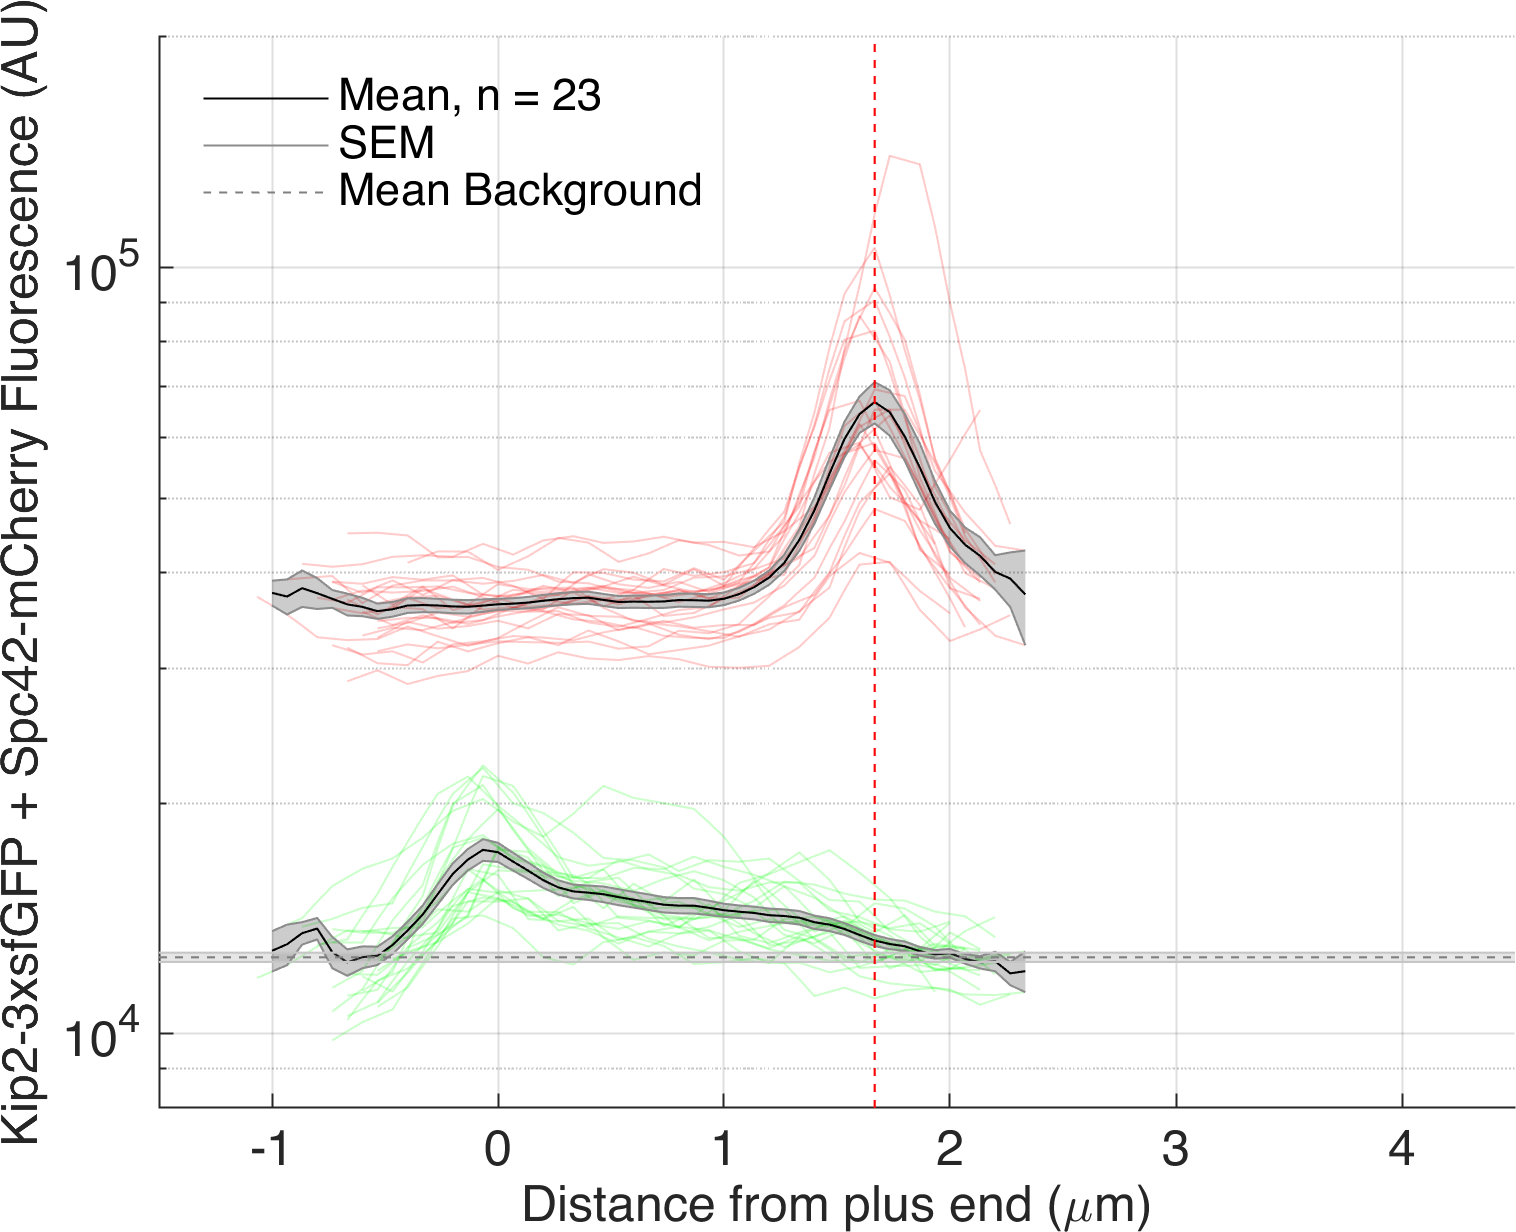 Kip2-3xsfGFP + Spc42-mCherry Fluorescence (AU)
Mean, n = 23
SEM
Mean Background
10^5
10^4
-1 0 1 2 3 4
Distance from plus end (μm)